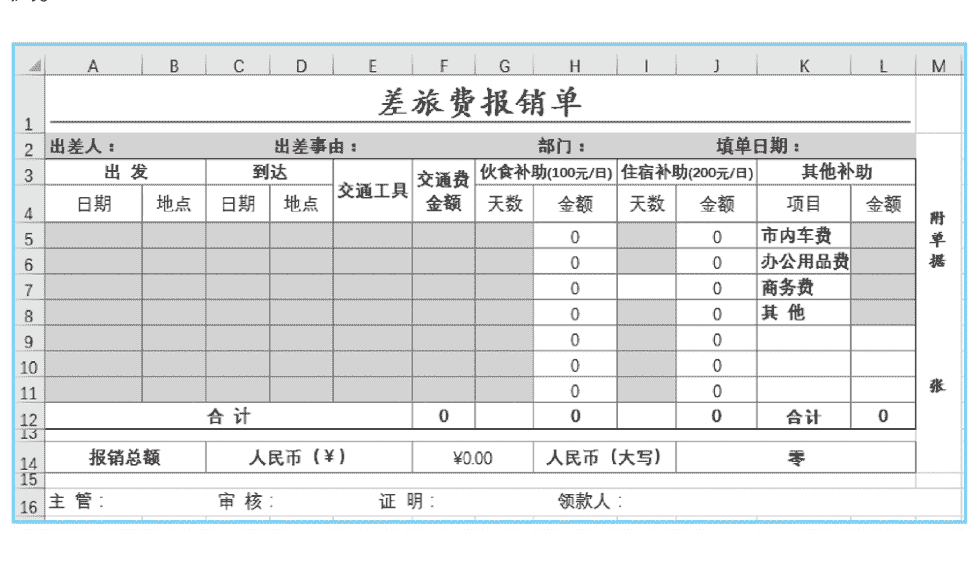 A B C D E F G H I J K L M
1 差旅费报销单
2 出差人： 出差事由： 部门： 填单日期：
3 出 发 到达 交通工具 交通费金额 伙食补助(100元/日) 住宿补助(200元/日) 其他补助
4 日期 地点 日期 地点 天数 金额 天数 金额 项目 金额 附单据
5 0 0 市内车费
6 0 0 办公用品费
7 0 0 商务费
8 0 0 其 他
9 0 0
10 0 0
11 0 0 张
12 合 计 0 0 0 合计 0
13
14 报销总额 人民币（¥） ¥0.00 人民币（大写） 零
15
16 主 管： 审 核： 证 明： 领款人：